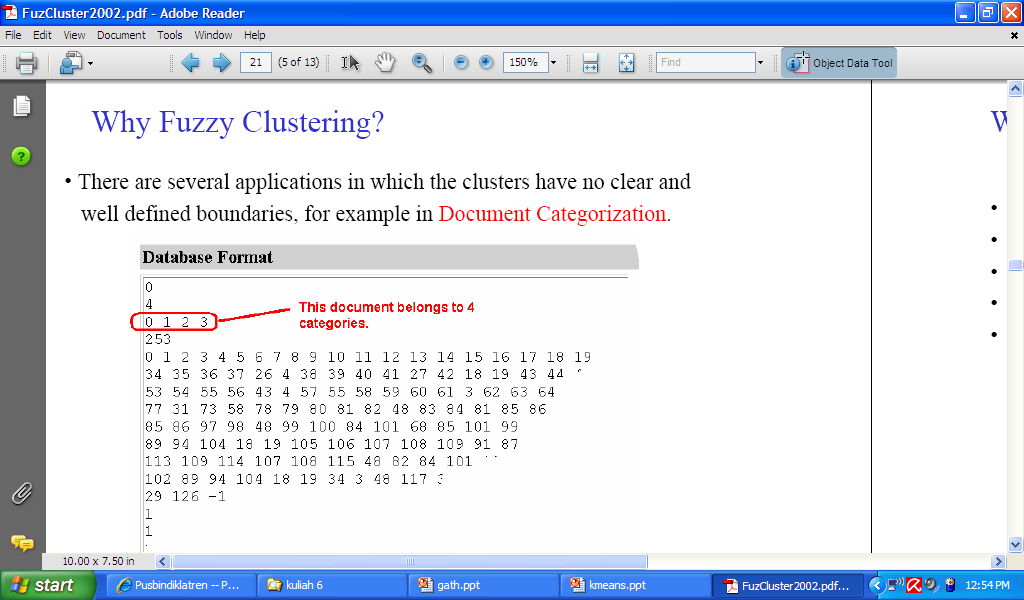 FuzCluster2002.pdf - Adobe Reader
File Edit View Document Tools Window Help
21 (5 of 13) 150% Find Object Data Tool
Why Fuzzy Clustering?
• There are several applications in which the clusters have no clear and
well defined boundaries, for example in Document Categorization.
Database Format
0
4
0 1 2 3
This document belongs to 4
categories.
253
0 1 2 3 4 5 6 7 8 9 10 11 12 13 14 15 16 17 18 19
34 35 36 37 26 4 38 39 40 41 27 42 18 19 43 44
53 54 55 56 43 4 57 55 58 59 60 61 3 62 63 64
77 31 73 58 78 79 80 81 82 48 83 84 81 85 86
85 86 97 98 48 99 100 84 101 68 85 101 99
89 94 104 18 19 105 106 107 108 109 91 87
113 109 114 107 108 115 48 82 84 101
102 89 94 104 18 19 34 3 48 117
29 126 -1
1
1
10.00 x 7.50 in
start Pusbindiklatren -- P... kuliah 6 gath.ppt kmeans.ppt FuzCluster2002.pdf... 12:54 PM